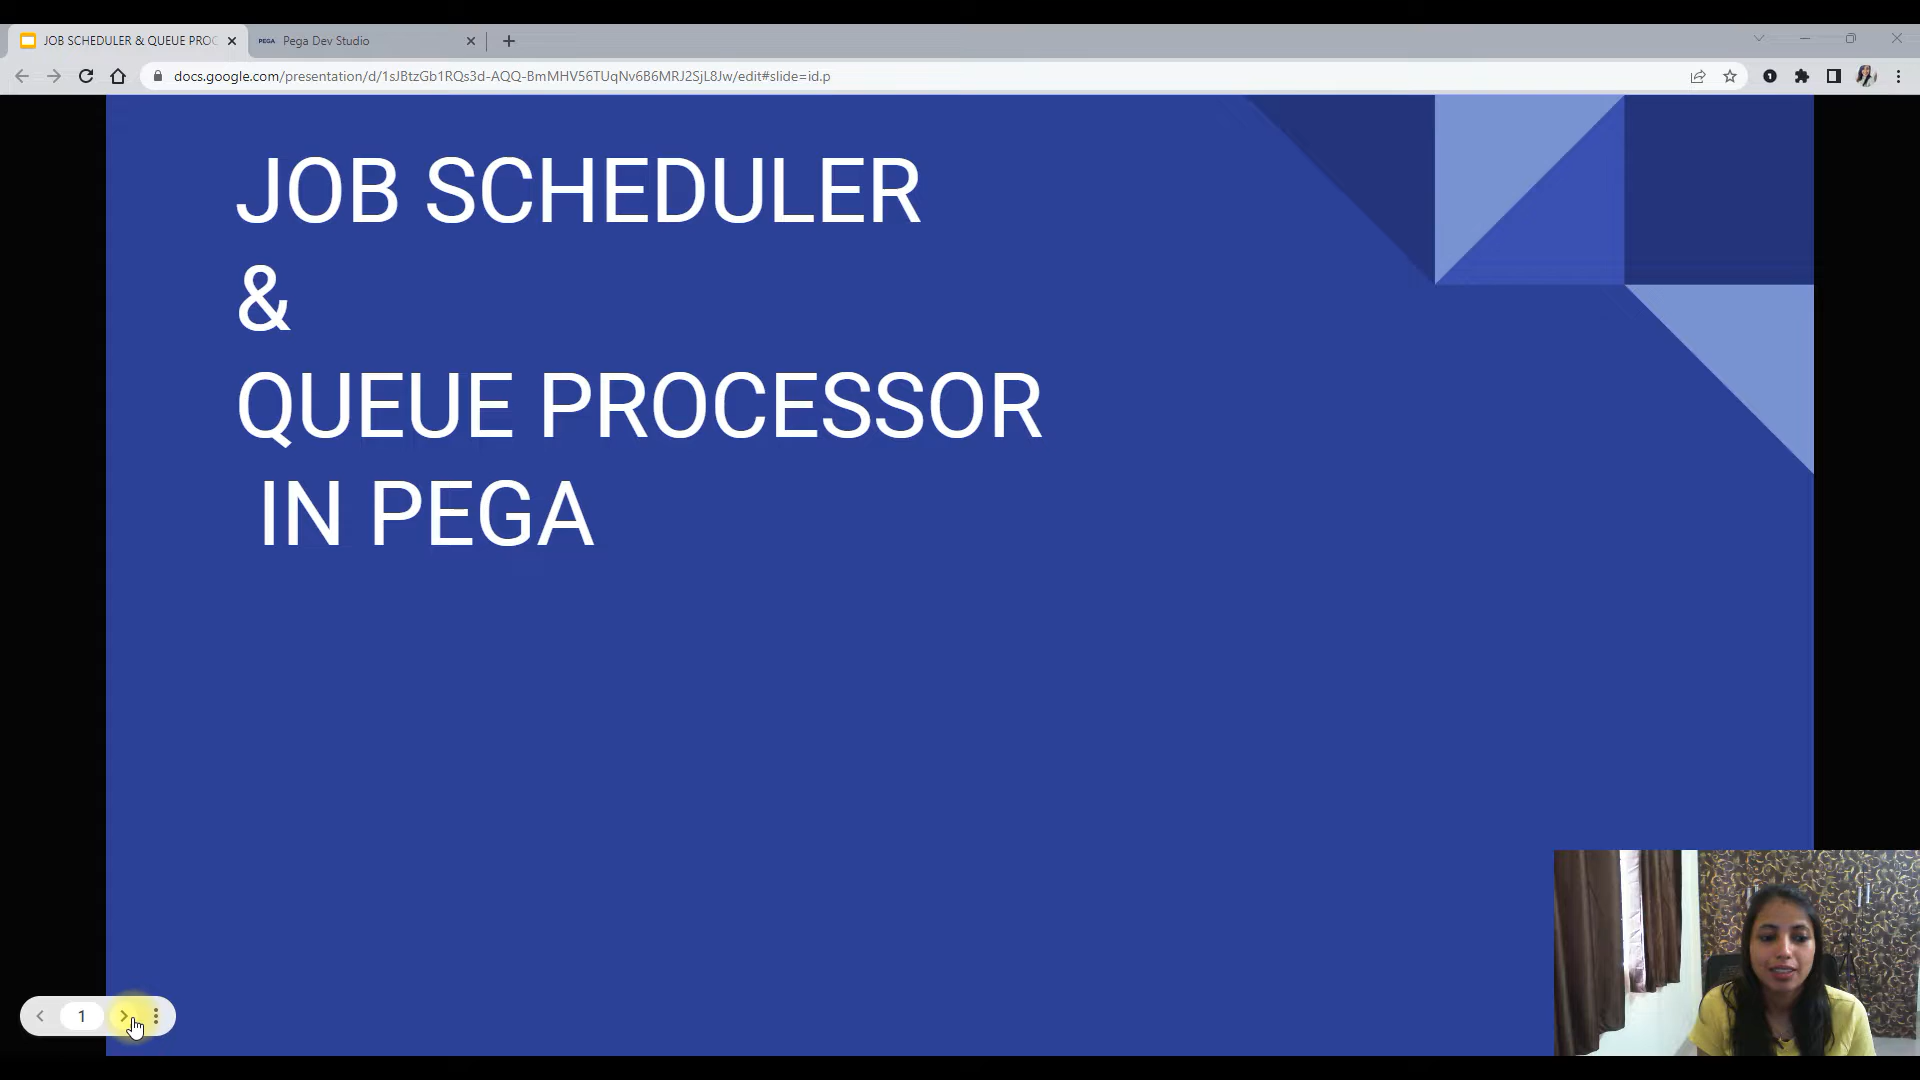 JOB SCHEDULER & QUEUE PROC
PEGA Pega Dev Studio
docs.google.com/presentation/d/1sJBtzGb1RQs3d-AQQ-BmMHV56TUqNv6B6MRJ2SjL8Jw/edit#slide=id.p
JOB SCHEDULER
&
QUEUE PROCESSOR
IN PEGA
1